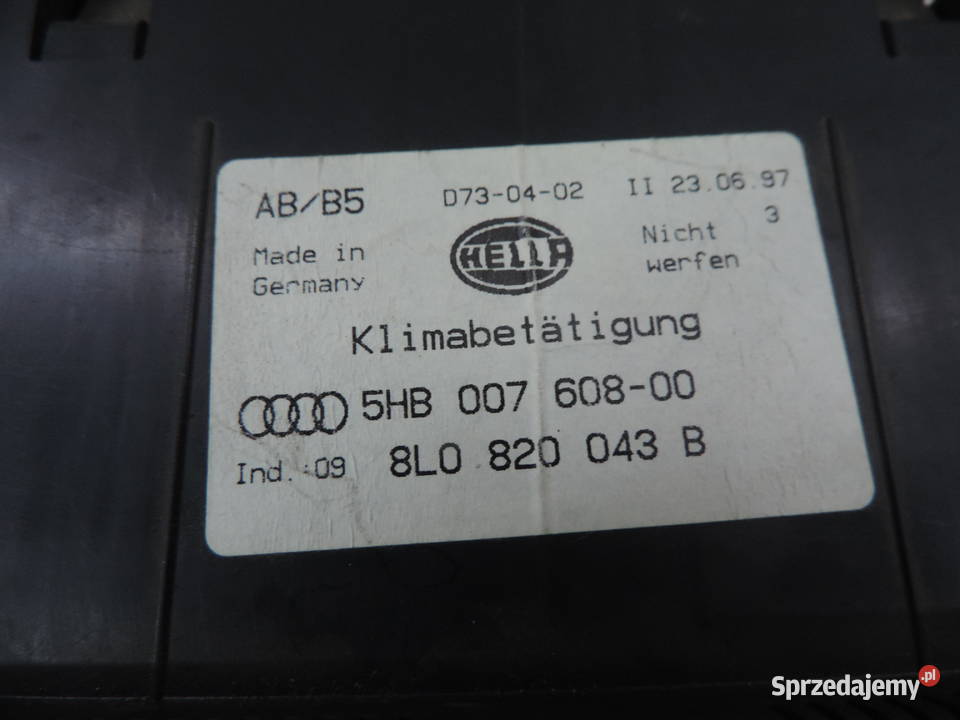 AB/B5 D73-04-02 II 23.06.97
3
Made in Germany
HELLA
Nicht werfen
Klimabetätigung
5HB 007 608-00
Ind. :09 8L0 820 043 B
Sprzedajemy.pl